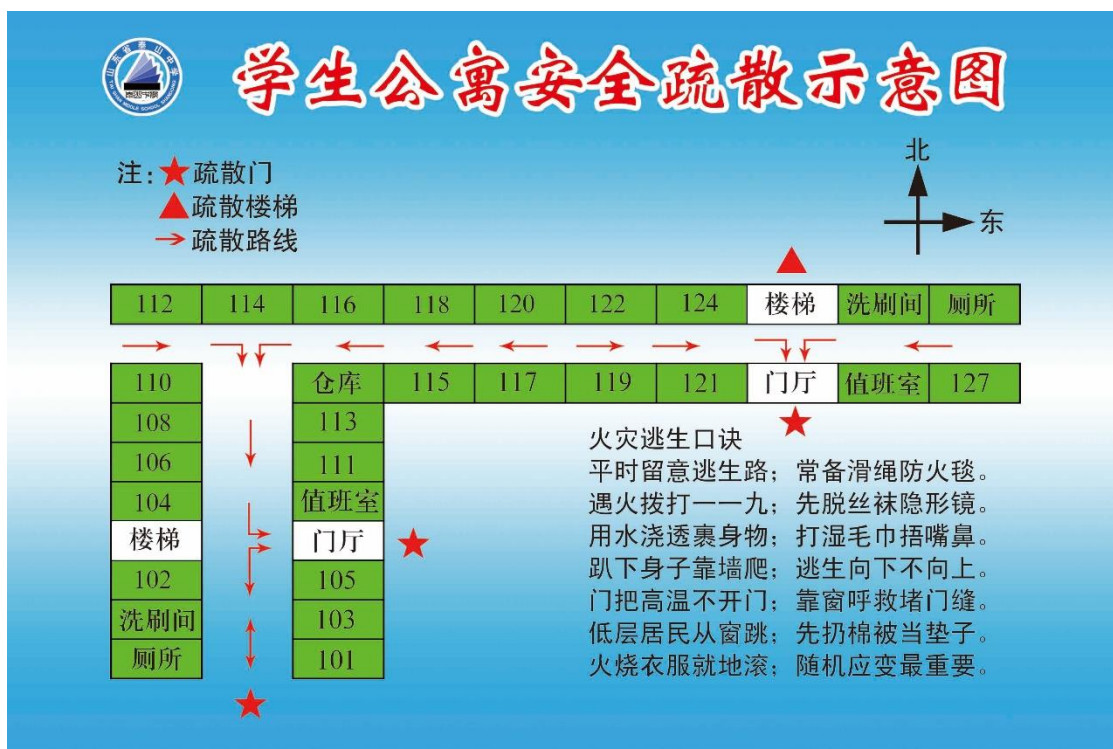 山东省泰山中学
学生公寓安全疏散示意图
注:★疏散门
▲疏散楼梯
→疏散路线
北
东
112 114 116 118 120 122 124 楼梯 洗刷间 厕所
110 仓库 115 117 119 121 门厅 值班室 127
108 113
106 111
104 值班室
楼梯 门厅
102 105
洗刷间 103
厕所 101
火灾逃生口诀
平时留意逃生路;常备滑绳防火毯。
遇火拨打一一九;先脱丝袜隐形镜。
用水浇透裹身物;打湿毛巾捂嘴鼻。
趴下身子靠墙爬;逃生向下不向上。
门把高温不开门;靠窗呼救堵门缝。
低层居民从窗跳;先扔棉被当垫子。
火烧衣服就地滚;随机应变最重要。